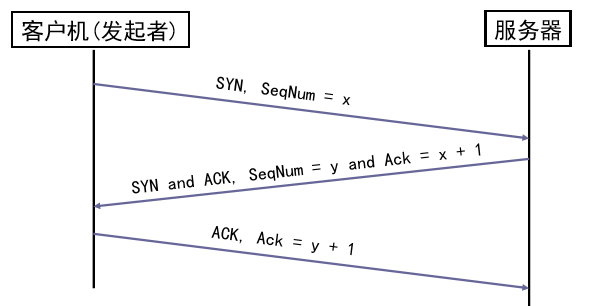 客户机(发起者)
服务器
SYN, SeqNum = x
SYN and ACK, SeqNum = y and Ack = x + 1
ACK, Ack = y + 1